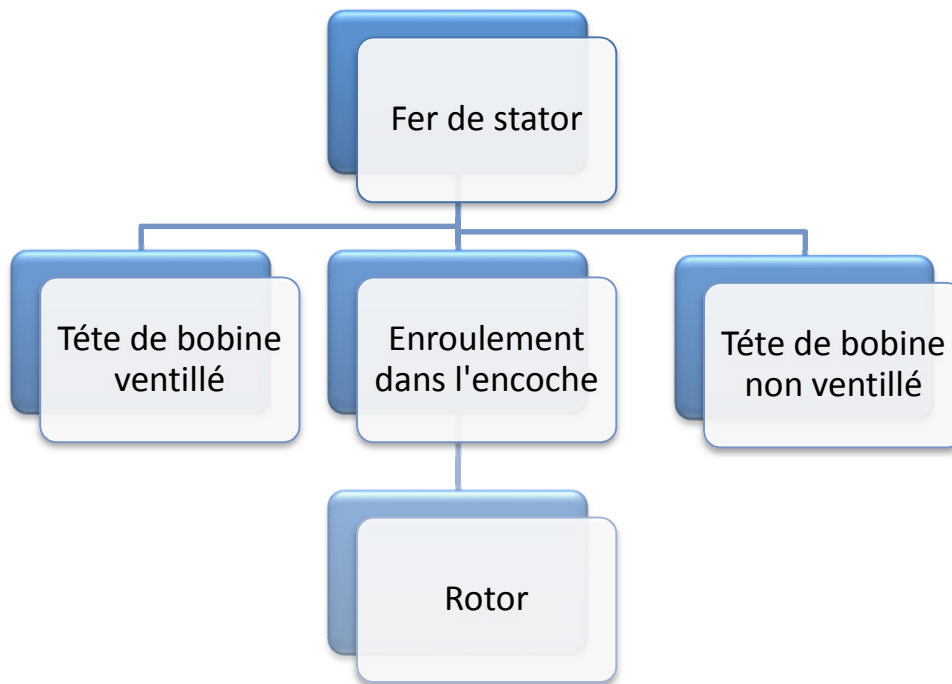 Fer de stator
Téte de bobine
ventillé
Enroulement
dans l'encoche
Téte de bobine
non ventillé
Rotor